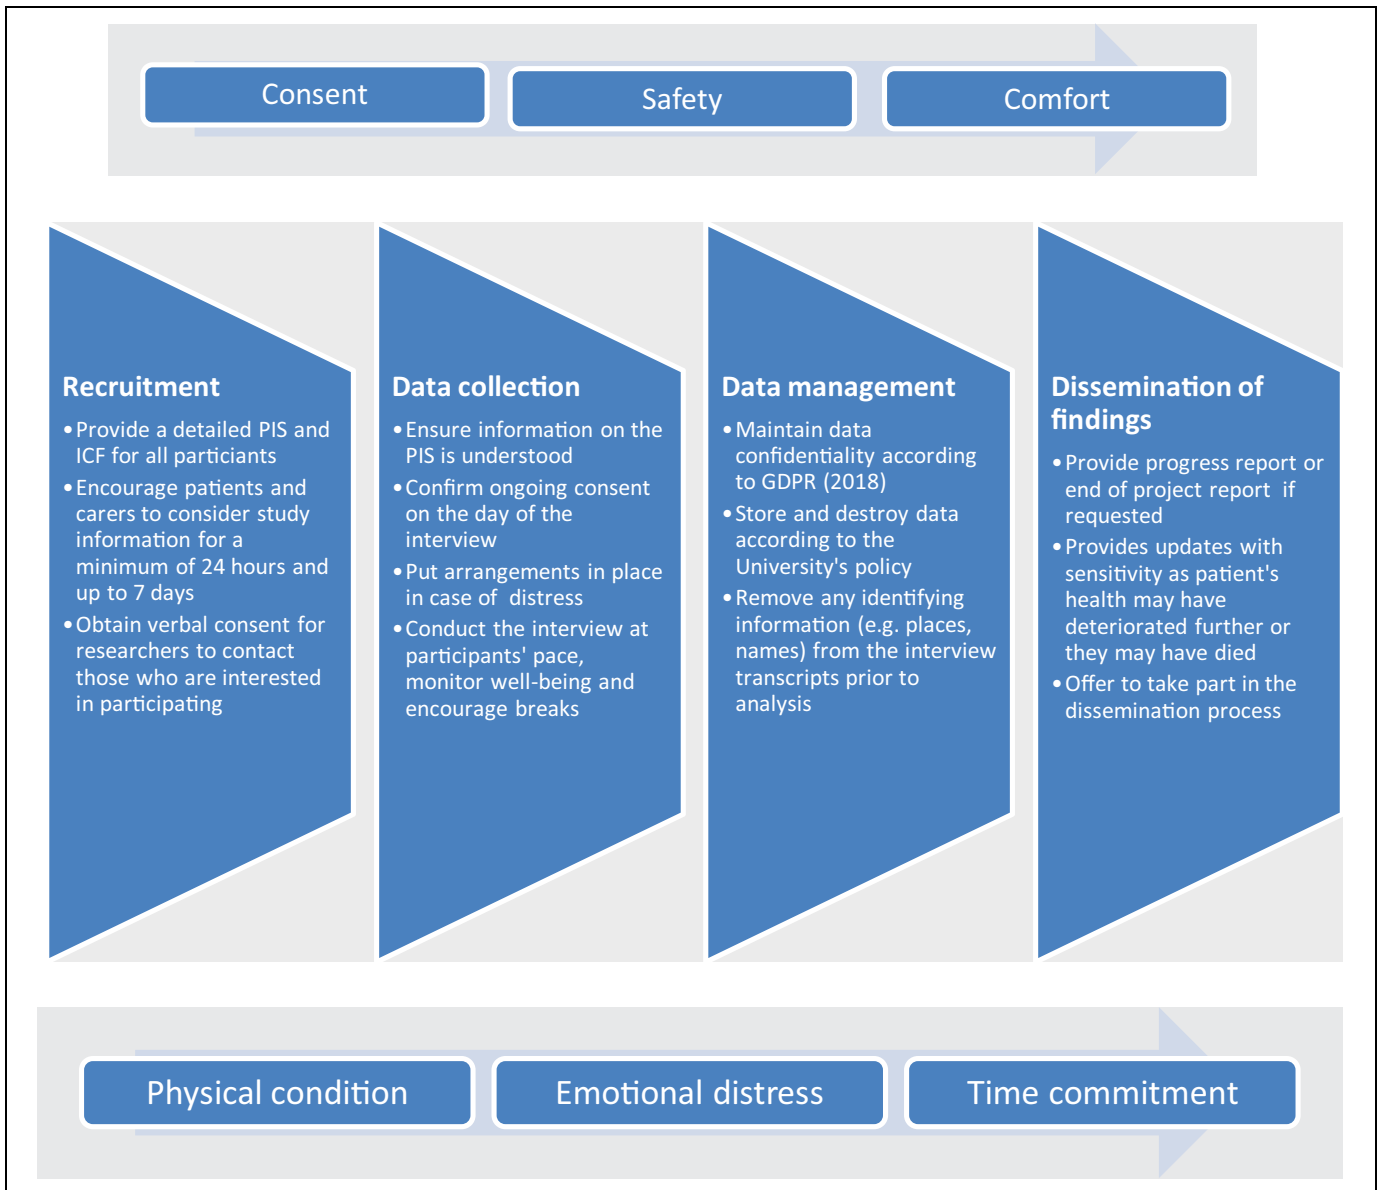 Consent
Safety
Comfort
Recruitment
•Provide a detailed PIS and
ICF for all particiants
•Encourage patients and
carers to consider study
information for a
minimum of 24 hours and
up to 7 days
•Obtain verbal consent for
researchers to contact
those who are interested
in participating
Data collection
•Ensure information on the
PIS is understood
•Confirm ongoing consent
on the day of the
interview
•Put arrangements in place
in case of distress
•Conduct the interview at
participants' pace,
monitor well-being and
encourage breaks
Data management
•Maintain data
confidentiality according
to GDPR (2018)
•Store and destroy data
according to the
University's policy
•Remove any identifying
information (e.g. places,
names) from the interview
transcripts prior to
analysis
Dissemination of
findings
•Provide progress report or
end of project report if
requested
•Provides updates with
sensitivity as patient's
health may have
deteriorated further or
they may have died
•Offer to take part in the
dissemination process
Physical condition
Emotional distress
Time commitment